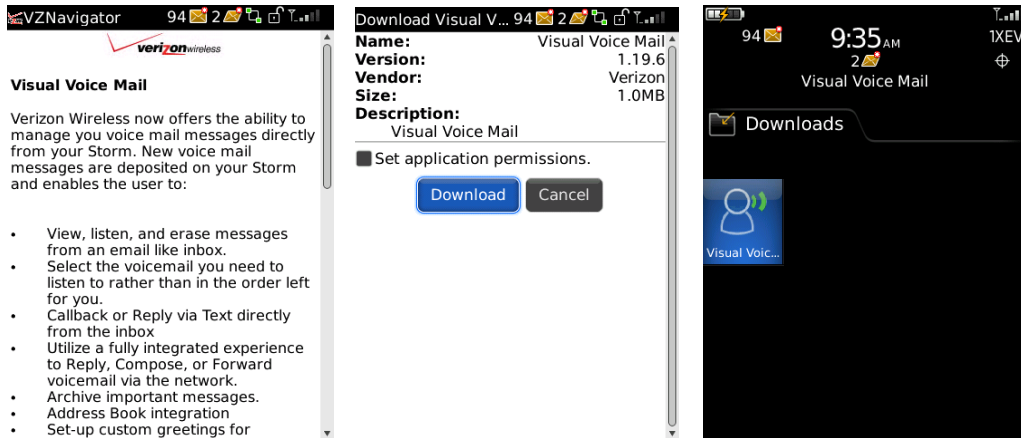 VZNavigator 94 2
verizonwireless
Visual Voice Mail
Verizon Wireless now offers the ability to
manage you voice mail messages directly
from your Storm. New voice mail
messages are deposited on your Storm
and enables the user to:
• View, listen, and erase messages
from an email like inbox.
• Select the voicemail you need to
listen to rather than in the order left
for you.
• Callback or Reply via Text directly
from the inbox
• Utilize a fully integrated experience
to Reply, Compose, or Forward
voicemail via the network.
• Archive important messages.
• Address Book integration
• Set-up custom greetings for
Download Visual V... 94 2
Name: Visual Voice Mail
Version: 1.19.6
Vendor: Verizon
Size: 1.0MB
Description:
Visual Voice Mail
Set application permissions.
Download Cancel
94 9:35AM 1XEV
2
Visual Voice Mail
Downloads
Visual Voic...